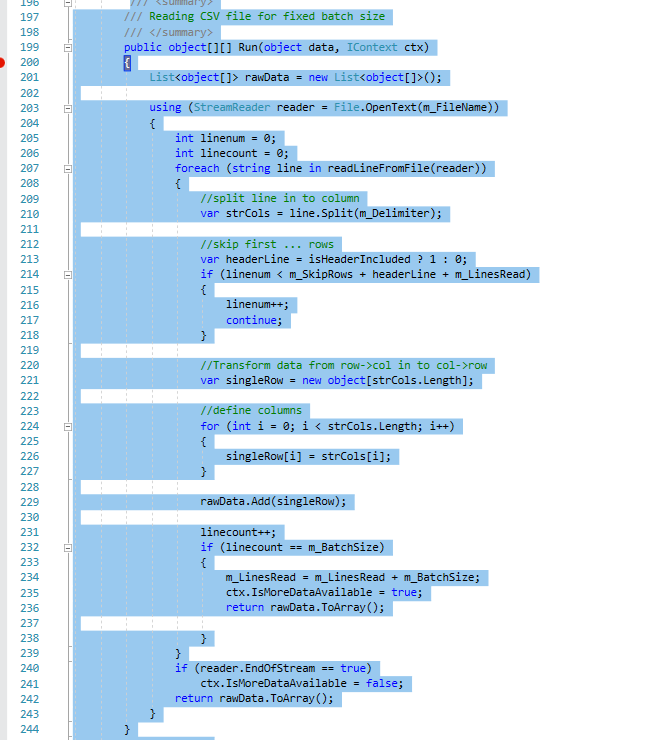 196 /// <summary>
197 /// Reading CSV file for fixed batch size
198 /// </summary>
199 public object[][] Run(object data, IContext ctx)
200 {
201 List<object[]> rawData = new List<object[]>();
202
203 using (StreamReader reader = File.OpenText(m_FileName))
204 {
205 int linenum = 0;
206 int linecount = 0;
207 foreach (string line in readLineFromFile(reader))
208 {
209 //split line in to column
210 var strCols = line.Split(m_Delimiter);
211
212 //skip first ... rows
213 var headerLine = isHeaderIncluded ? 1 : 0;
214 if (linenum < m_SkipRows + headerLine + m_LinesRead)
215 {
216 linenum++;
217 continue;
218 }
219
220 //Transform data from row->col in to col->row
221 var singleRow = new object[strCols.Length];
222
223 //define columns
224 for (int i = 0; i < strCols.Length; i++)
225 {
226 singleRow[i] = strCols[i];
227 }
228
229 rawData.Add(singleRow);
230
231 linecount++;
232 if (linecount == m_BatchSize)
233 {
234 m_LinesRead = m_LinesRead + m_BatchSize;
235 ctx.IsMoreDataAvailable = true;
236 return rawData.ToArray();
237
238 }
239 }
240 if (reader.EndOfStream == true)
241 ctx.IsMoreDataAvailable = false;
242 return rawData.ToArray();
243 }
244 }